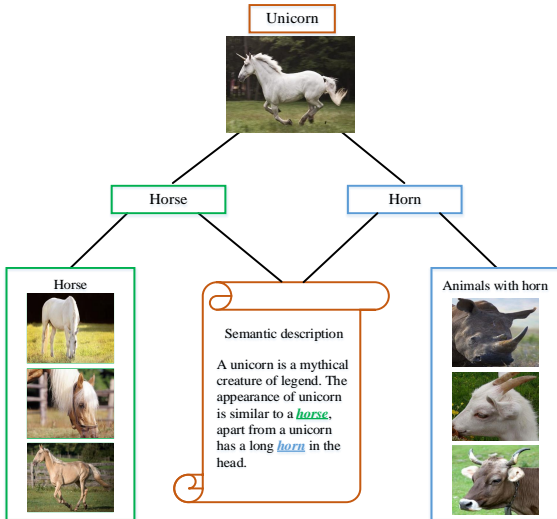 Unicorn
Horse
Horn
Horse
Semantic description
A unicorn is a mythical
creature of legend. The
appearance of unicorn
is similar to a horse,
apart from a unicorn
has a long horn in the
head.
Animals with horn